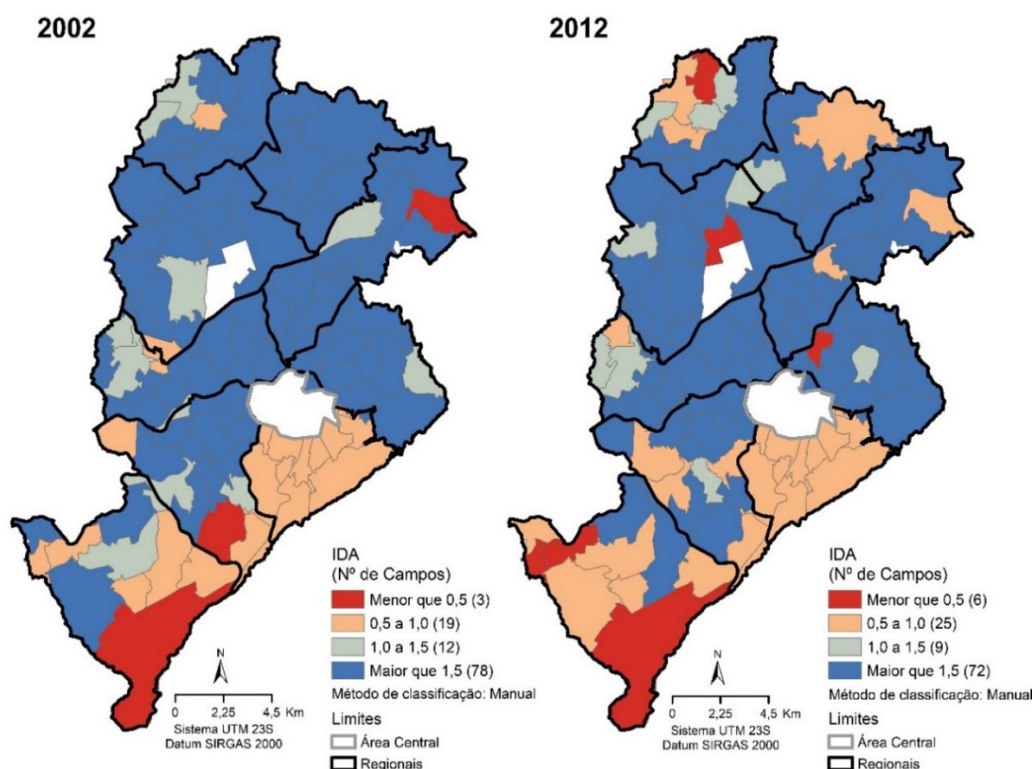 2002
IDA
(Nº de Campos)
Menor que 0,5 (3)
0,5 a 1,0 (19)
1,0 a 1,5 (12)
Maior que 1,5 (78)
Método de classificação: Manual
Limites
Área Central
Regionais
N
0 2,25 4,5 Km
Sistema UTM 23S
Datum SIRGAS 2000
2012
IDA
(Nº de Campos)
Menor que 0,5 (6)
0,5 a 1,0 (25)
1,0 a 1,5 (9)
Maior que 1,5 (72)
Método de classificação: Manual
Limites
Área Central
Regionais
N
0 2,25 4,5 Km
Sistema UTM 23S
Datum SIRGAS 2000